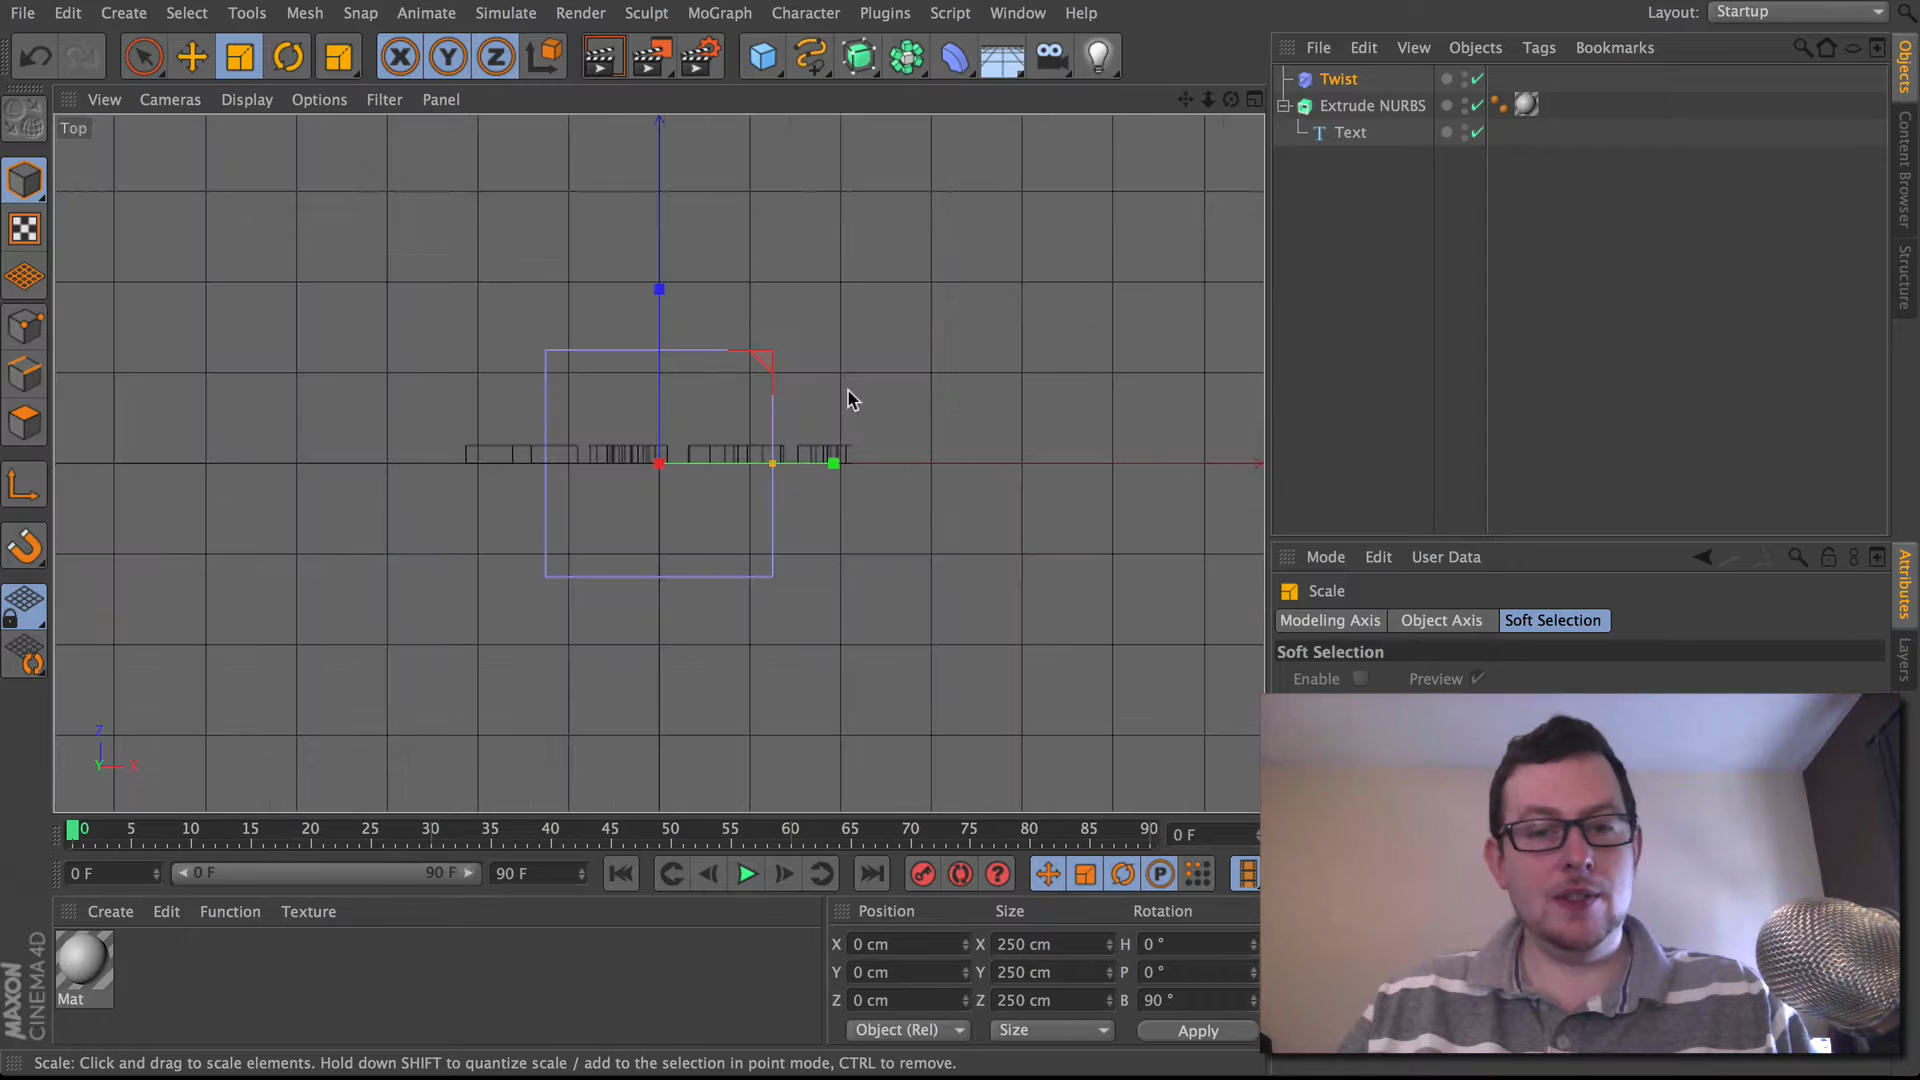 File Edit Create Select Tools Mesh Snap Animate Simulate Render Sculpt MoGraph Character Plugins Script Window Help Layout: Startup
X Y Z
File Edit View Objects Tags Bookmarks
View Cameras Display Options Filter Panel
Top
Twist
Extrude NURBS
T Text
Objects
Content Browser
Structure
Mode Edit User Data
Scale
Modeling Axis Object Axis Soft Selection
Soft Selection
Enable Preview
Attributes
Layers
Z
Y X
0 5 10 15 20 25 30 35 40 45 50 55 60 65 70 75 80 85 90 0 F
0 F 0 F 90 F 90 F P
Create Edit Function Texture
Mat
MAXON
CINEMA 4D
Position Size Rotation
X 0 cm X 250 cm H 0 °
Y 0 cm Y 250 cm P 0 °
Z 0 cm Z 250 cm B 90 °
Object (Rel) Size Apply
Scale: Click and drag to scale elements. Hold down SHIFT to quantize scale / add to the selection in point mode, CTRL to remove.